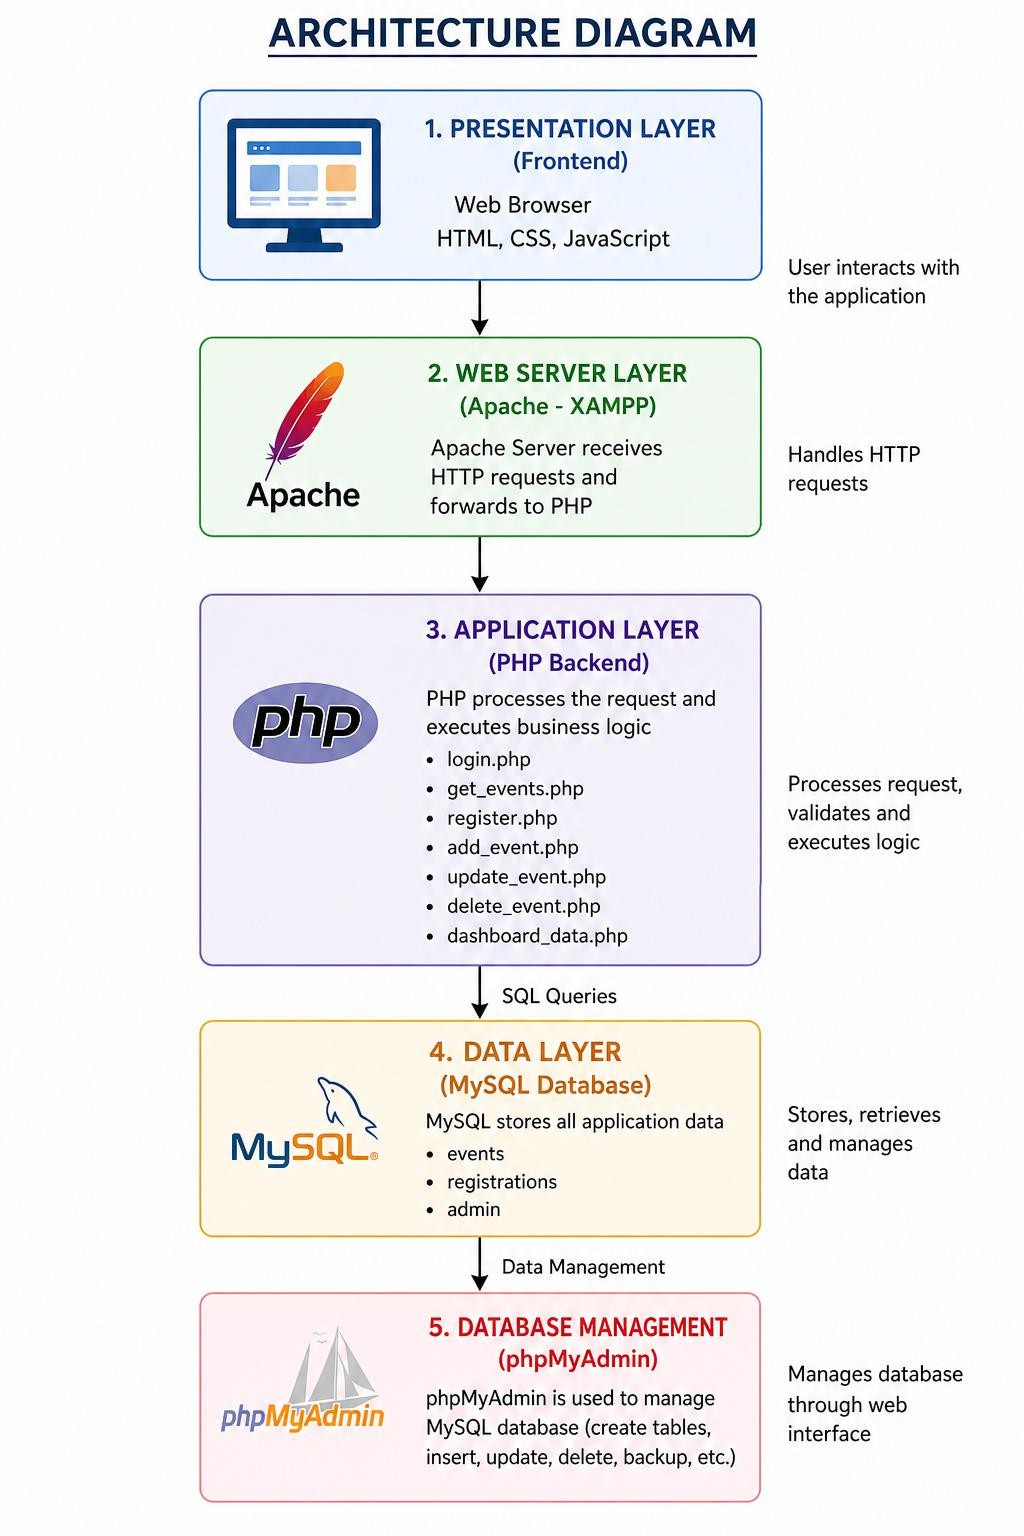 ARCHITECTURE DIAGRAM
1. PRESENTATION LAYER
(Frontend)
Web Browser
HTML, CSS, JavaScript
User interacts with
the application
2. WEB SERVER LAYER
(Apache - XAMPP)
Apache Server receives
HTTP requests and
forwards to PHP
Apache
Handles HTTP
requests
3. APPLICATION LAYER
(PHP Backend)
PHP processes the request and
executes business logic
• login.php
• get_events.php
• register.php
• add_event.php
• update_event.php
• delete_event.php
• dashboard_data.php
php
Processes request,
validates and
executes logic
SQL Queries
4. DATA LAYER
(MySQL Database)
MySQL stores all application data
• events
• registrations
• admin
MySQL®
Stores, retrieves
and manages
data
Data Management
5. DATABASE MANAGEMENT
(phpMyAdmin)
phpMyAdmin is used to manage
MySQL database (create tables,
insert, update, delete, backup, etc.)
phpMyAdmin
Manages database
through web
interface